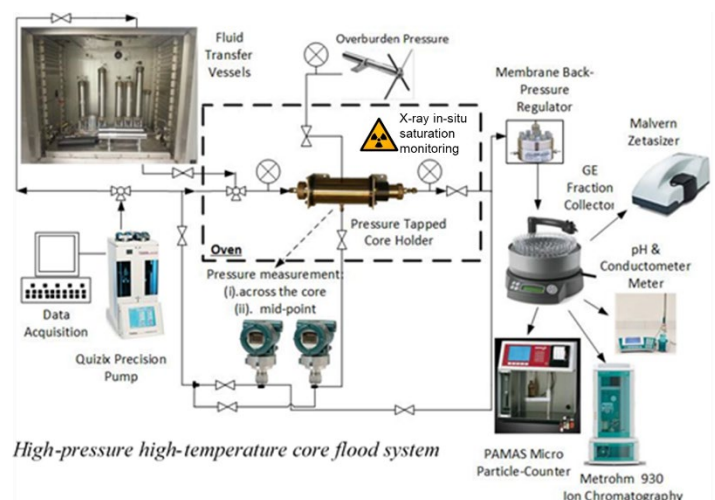 Fluid
Transfer
Vessels
Overburden Pressure
X-ray in-situ
saturation
monitoring
Membrane Back-
Pressure
Regulator
Malvern
Zetasizer
GE
Fraction
Collector
Pressure Tapped
Core Holder
Oven
pH &
Conductometer
Meter
Pressure measurement:
(i).across the core
(ii). mid-point
Data
Acquisition
Quizix Precision
Pump
PAMAS Micro
Particle-Counter
Metrohm 930
Ion Chromatography
High-pressure high-temperature core flood system